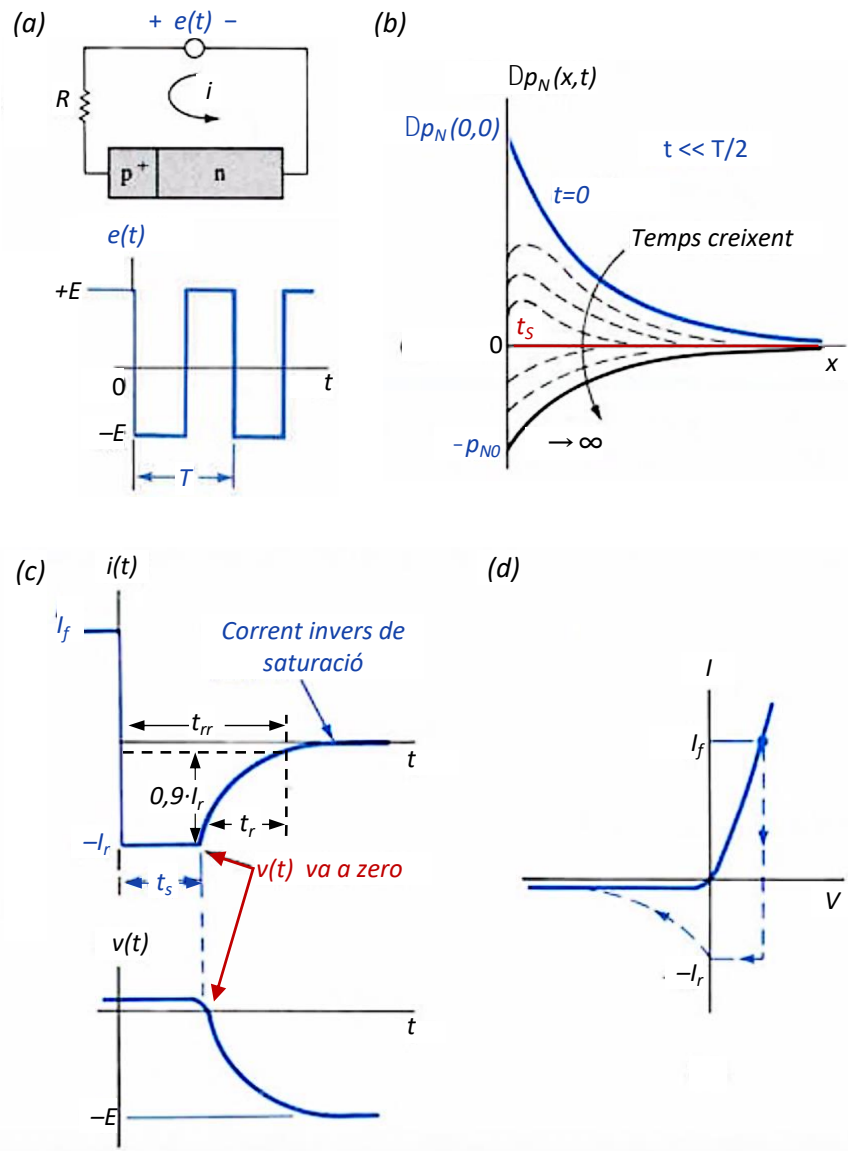 (a)
+ e(t) −
R
i
p+
n
e(t)
+E
0
t
−E
T
(b)
Dp_N(x,t)
Dp_N(0,0)
t << T/2
t=0
Temps creixent
t_S
0
x
-p_N0
→ ∞
(c)
i(t)
I_f
Corrent invers de
saturació
t_rr
t
0,9·I_r
t_r
−I_r
t_s
v(t) va a zero
v(t)
t
−E
(d)
I
I_f
V
−I_r